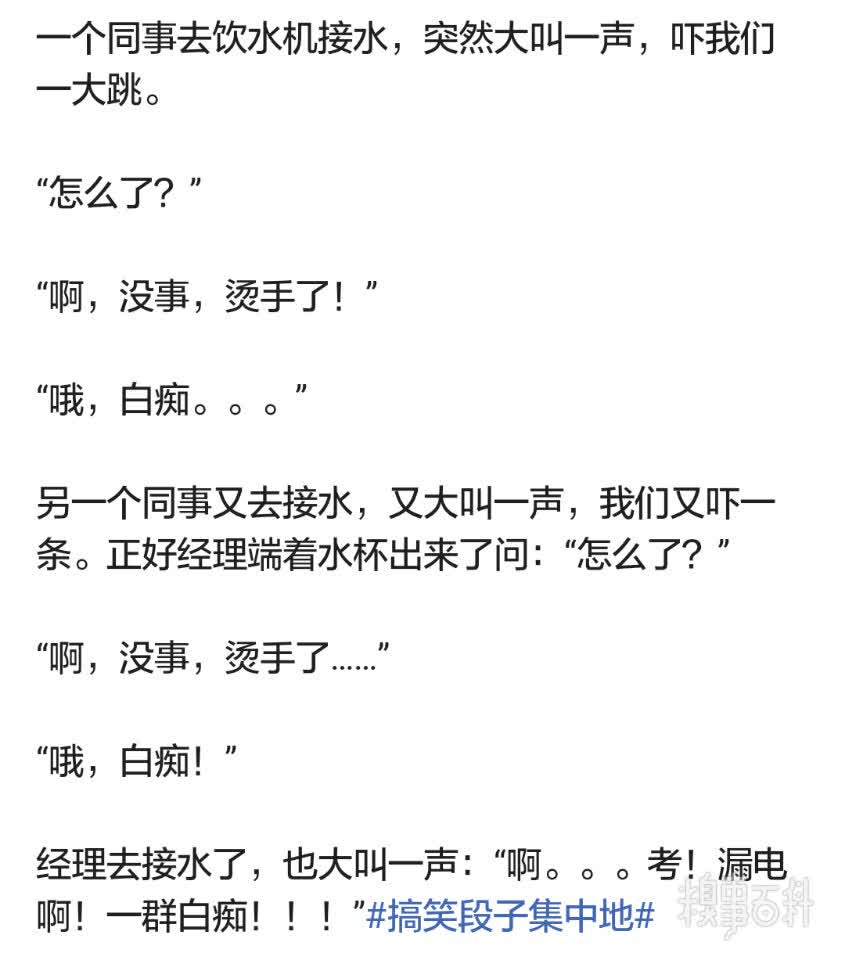 一个同事去饮水机接水，突然大叫一声，吓我们
一大跳。
“怎么了？”
“啊，没事，烫手了！”
“哦，白痴。。。”
另一个同事又去接水，又大叫一声，我们又吓一
条。正好经理端着水杯出来了问：“怎么了？”
“啊，没事，烫手了……”
“哦，白痴！”
经理去接水了，也大叫一声：“啊。。。考！漏电
啊！一群白痴！！！”#搞笑段子集中地#
糗事百科